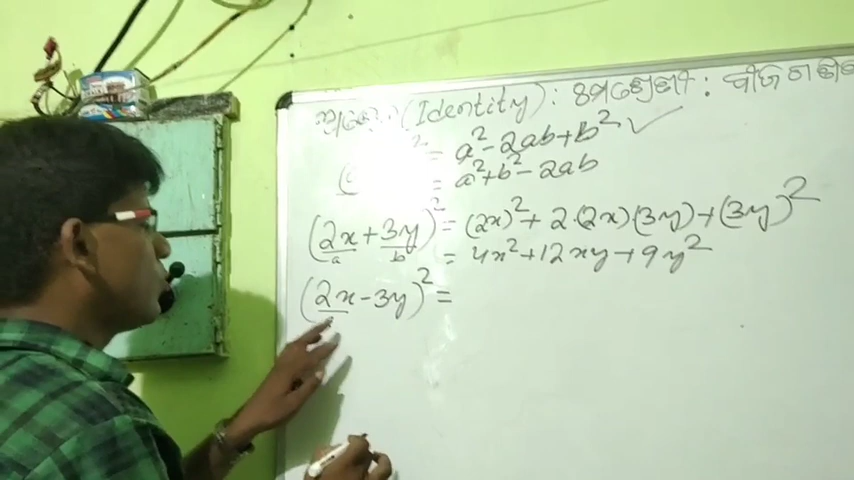 (Identity) :
² = a² - 2ab + b² ✓
( = a² + b² - 2ab
(2x + 3y)² = (2x)² + 2(2x)(3y) + (3y)²
a b = 4x² + 12xy + 9y²
(2x - 3y)² =